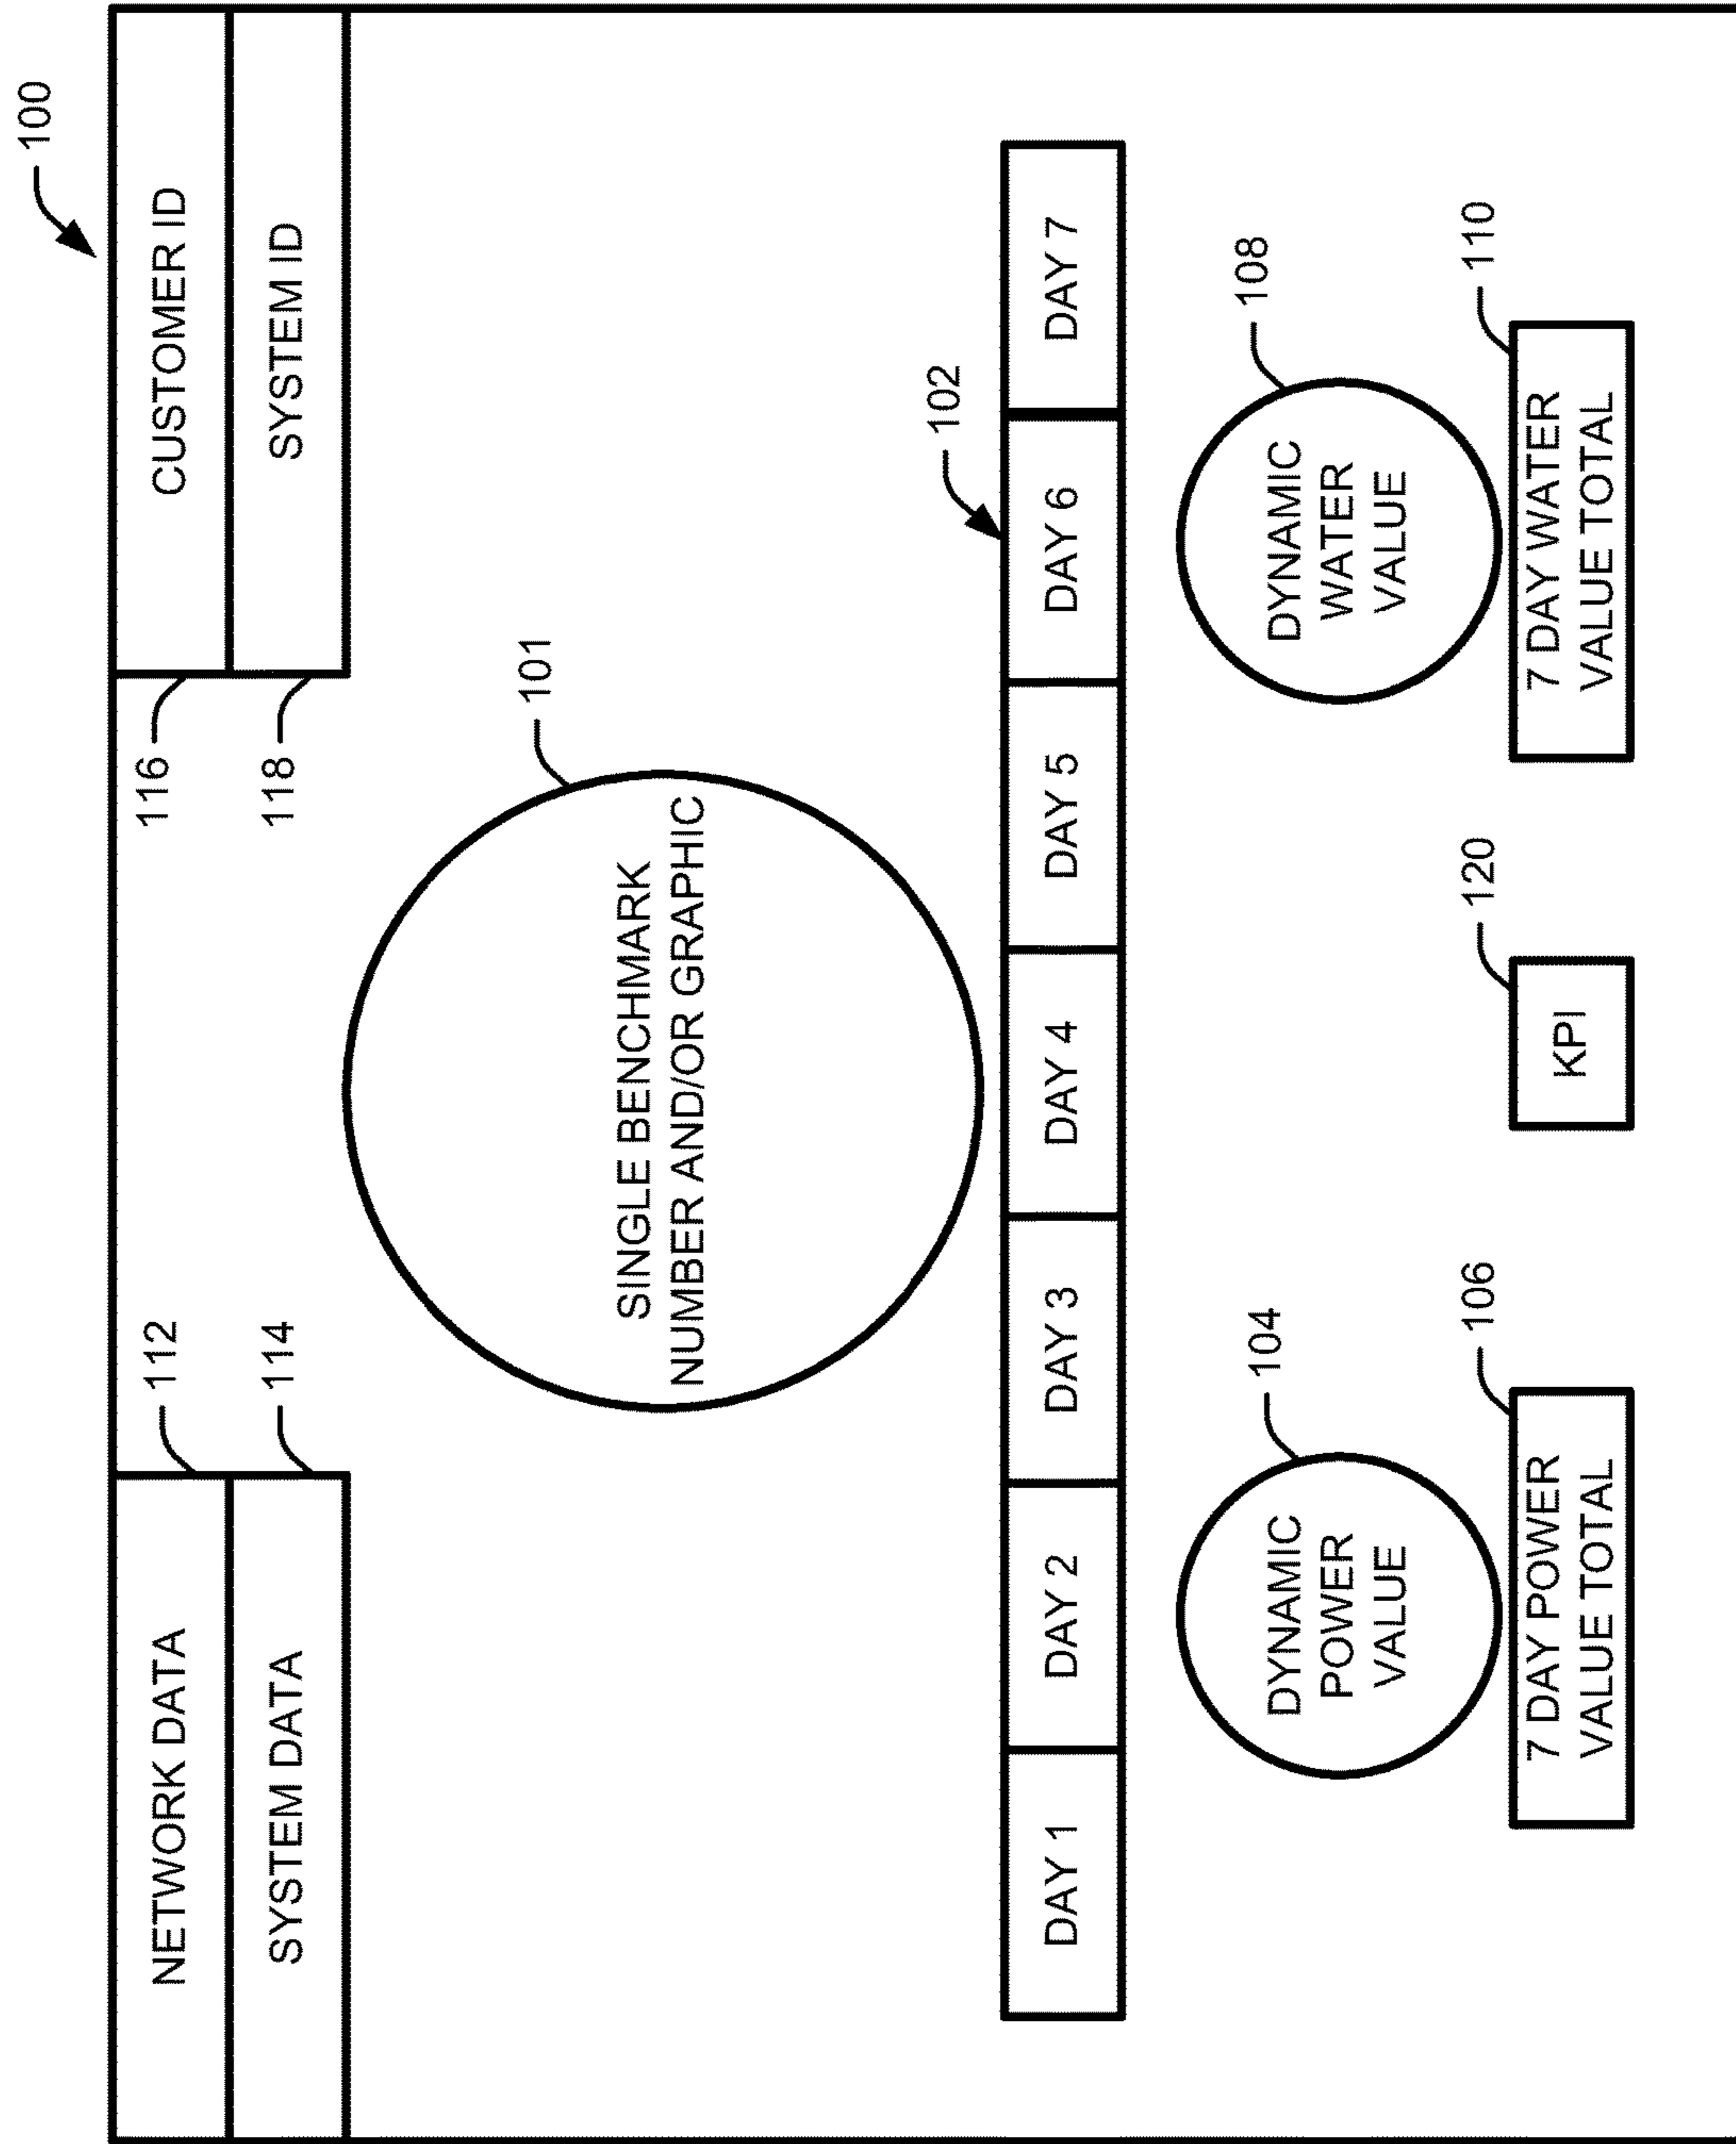 100
NETWORK DATA
112
116
CUSTOMER ID
SYSTEM DATA
114
118
SYSTEM ID
101
SINGLE BENCHMARK
NUMBER AND/OR GRAPHIC
102
DAY 1
DAY 2
DAY 3
DAY 4
DAY 5
DAY 6
DAY 7
104
DYNAMIC
POWER
VALUE
108
DYNAMIC
WATER
VALUE
106
7 DAY POWER
VALUE TOTAL
120
KPI
110
7 DAY WATER
VALUE TOTAL